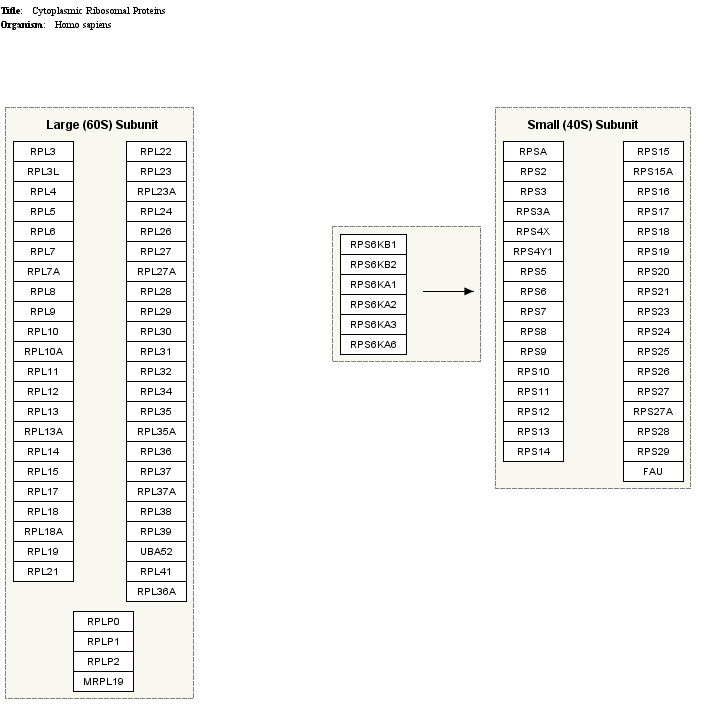 Title: Cytoplasmic Ribosomal Proteins
Organism: Homo sapiens
Large (60S) Subunit
RPL3
RPL3L
RPL4
RPL5
RPL6
RPL7
RPL7A
RPL8
RPL9
RPL10
RPL10A
RPL11
RPL12
RPL13
RPL13A
RPL14
RPL15
RPL17
RPL18
RPL18A
RPL19
RPL21
RPL22
RPL23
RPL23A
RPL24
RPL26
RPL27
RPL27A
RPL28
RPL29
RPL30
RPL31
RPL32
RPL34
RPL35
RPL35A
RPL36
RPL37
RPL37A
RPL38
RPL39
UBA52
RPL41
RPL36A
RPLP0
RPLP1
RPLP2
MRPL19
RPS6KB1
RPS6KB2
RPS6KA1
RPS6KA2
RPS6KA3
RPS6KA6
Small (40S) Subunit
RPSA
RPS2
RPS3
RPS3A
RPS4X
RPS4Y1
RPS5
RPS6
RPS7
RPS8
RPS9
RPS10
RPS11
RPS12
RPS13
RPS14
RPS15
RPS15A
RPS16
RPS17
RPS18
RPS19
RPS20
RPS21
RPS23
RPS24
RPS25
RPS26
RPS27
RPS27A
RPS28
RPS29
FAU